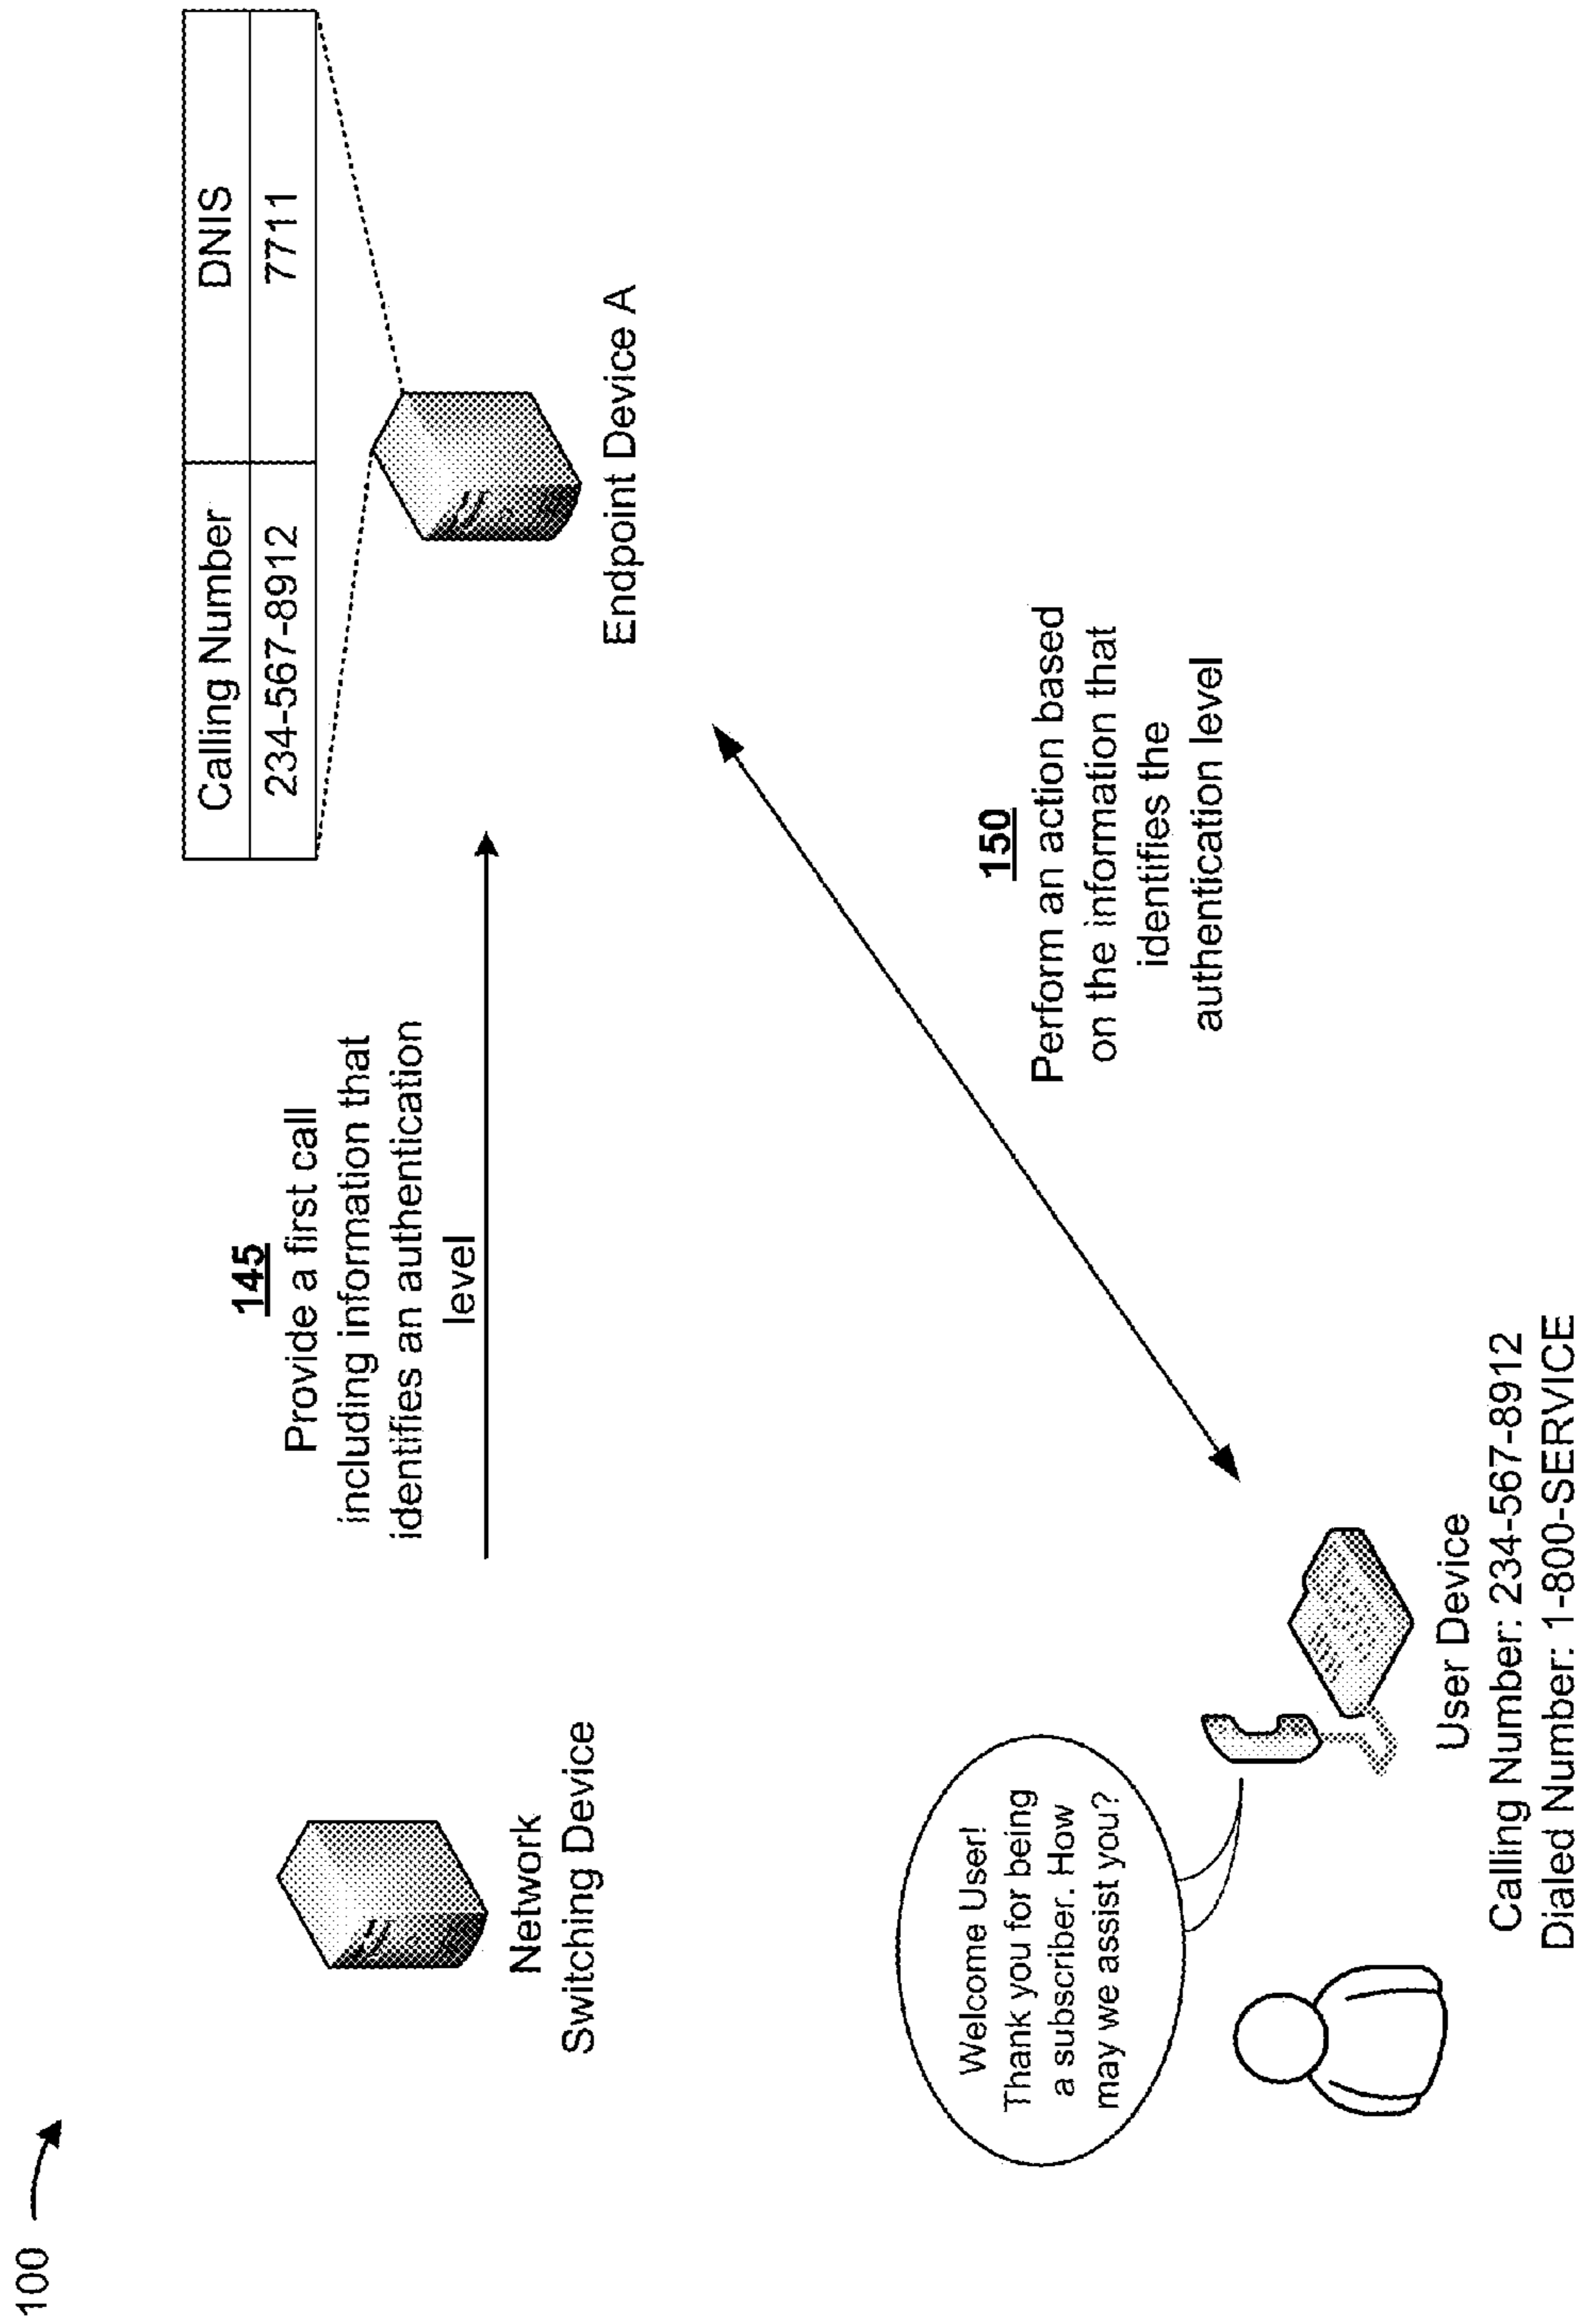 100
145
Provide a first call
including information that
identifies an authentication
level
Calling Number DNIS
234-567-8912 7711
Network
Switching Device
Endpoint Device A
150
Perform an action based
on the information that
identifies the
authentication level
Welcome User!
Thank you for being
a subscriber. How
may we assist you?
User Device
Calling Number: 234-567-8912
Dialed Number: 1-800-SERVICE